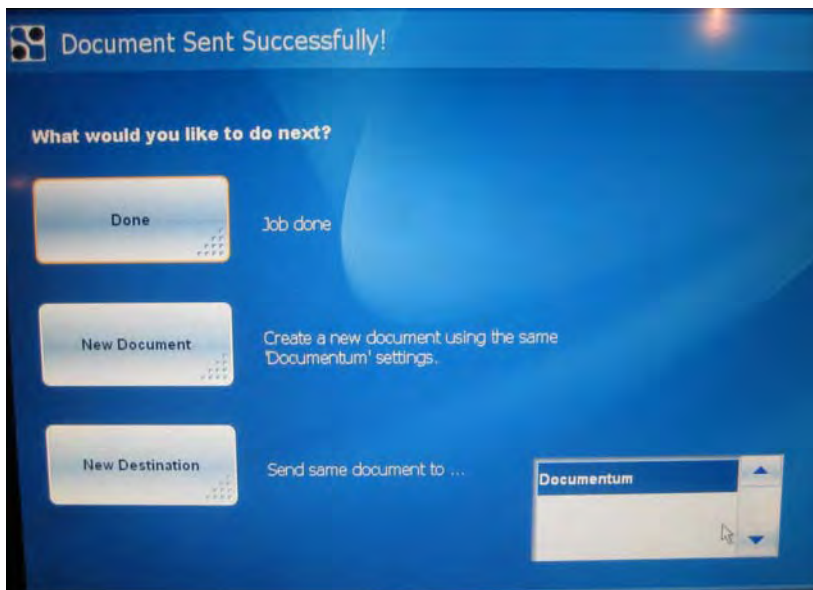 Document Sent Successfully!
What would you like to do next?
Done
Job done
New Document
Create a new document using the same
'Documentum' settings.
New Destination
Send same document to ...
Documentum